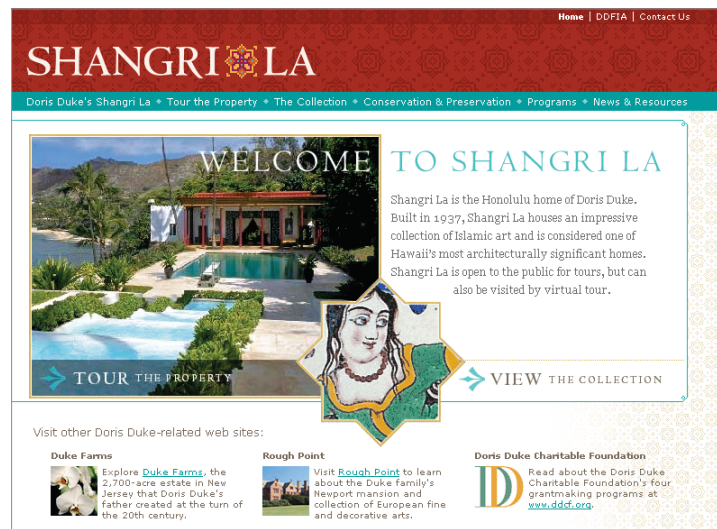 Home | DDFIA | Contact Us
SHANGRI LA
Doris Duke's Shangri La ◆ Tour the Property ◆ The Collection ◆ Conservation & Preservation ◆ Programs ◆ News & Resources
WELCOME TO SHANGRI LA
Shangri La is the Honolulu home of Doris Duke.
Built in 1937, Shangri La houses an impressive
collection of Islamic art and is considered one of
Hawaii's most architecturally significant homes.
Shangri La is open to the public for tours, but can
also be visited by virtual tour.
TOUR THE PROPERTY
VIEW THE COLLECTION
Visit other Doris Duke-related web sites:
Duke Farms
Explore Duke Farms, the
2,700-acre estate in New
Jersey that Doris Duke's
father created at the turn of
the 20th century.
Rough Point
Visit Rough Point to learn
about the Duke family's
Newport mansion and
collection of European fine
and decorative arts.
Doris Duke Charitable Foundation
DD
Read about the Doris Duke
Charitable Foundation's four
grantmaking programs at
www.ddcf.org.